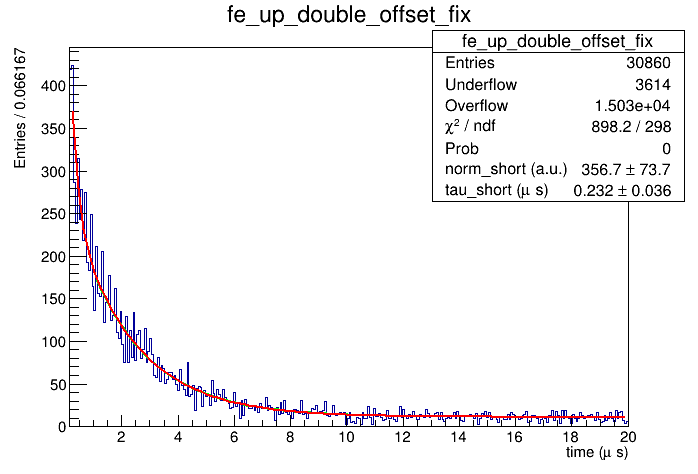 fe_up_double_offset_fix
fe_up_double_offset_fix
Entries 30860
Underflow 3614
Overflow 1.503e+04
χ² / ndf 898.2 / 298
Prob 0
norm_short (a.u.) 356.7 ± 73.7
tau_short (μ s) 0.232 ± 0.036
Entries / 0.066167
400
350
300
250
200
150
100
50
0
2 4 6 8 10 12 14 16 18 20
time (μ s)